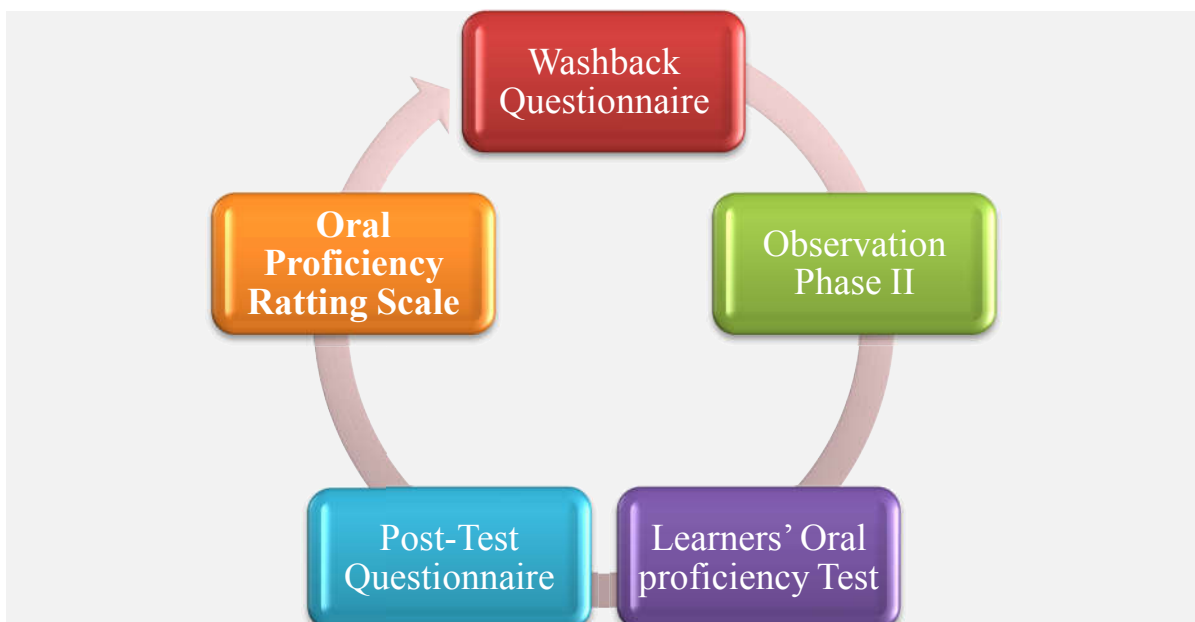 Washback
Questionnaire
Observation
Phase II
Learners’ Oral
proficiency Test
Post-Test
Questionnaire
Oral
Proficiency
Ratting Scale